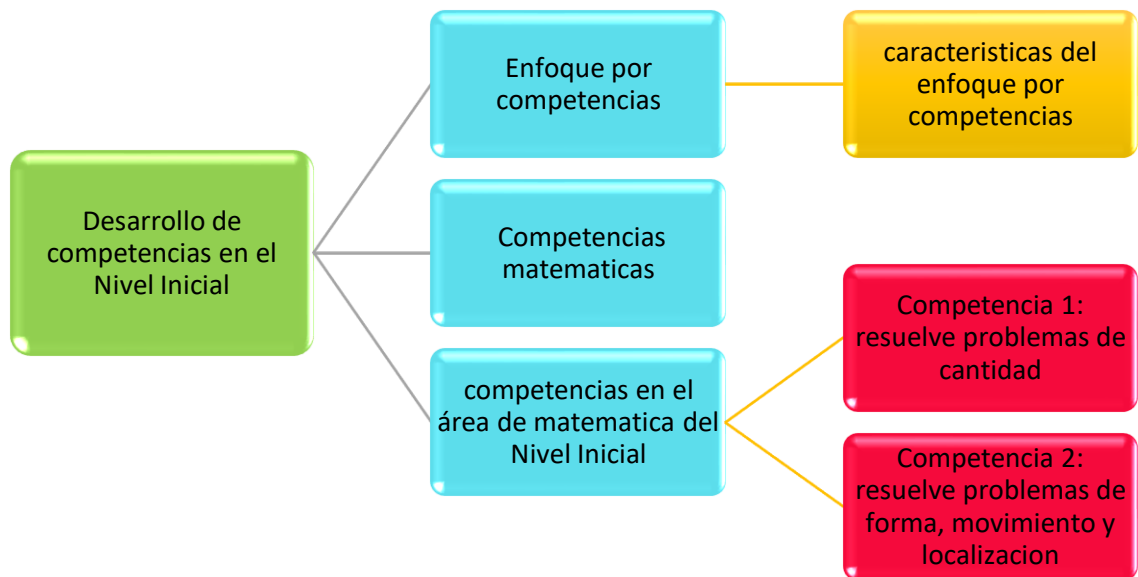 Desarrollo de
competencias en el
Nivel Inicial
Enfoque por
competencias
caracteristicas del
enfoque por
competencias
Competencias
matematicas
competencias en el
área de matematica del
Nivel Inicial
Competencia 1:
resuelve problemas de
cantidad
Competencia 2:
resuelve problemas de
forma, movimiento y
localizacion